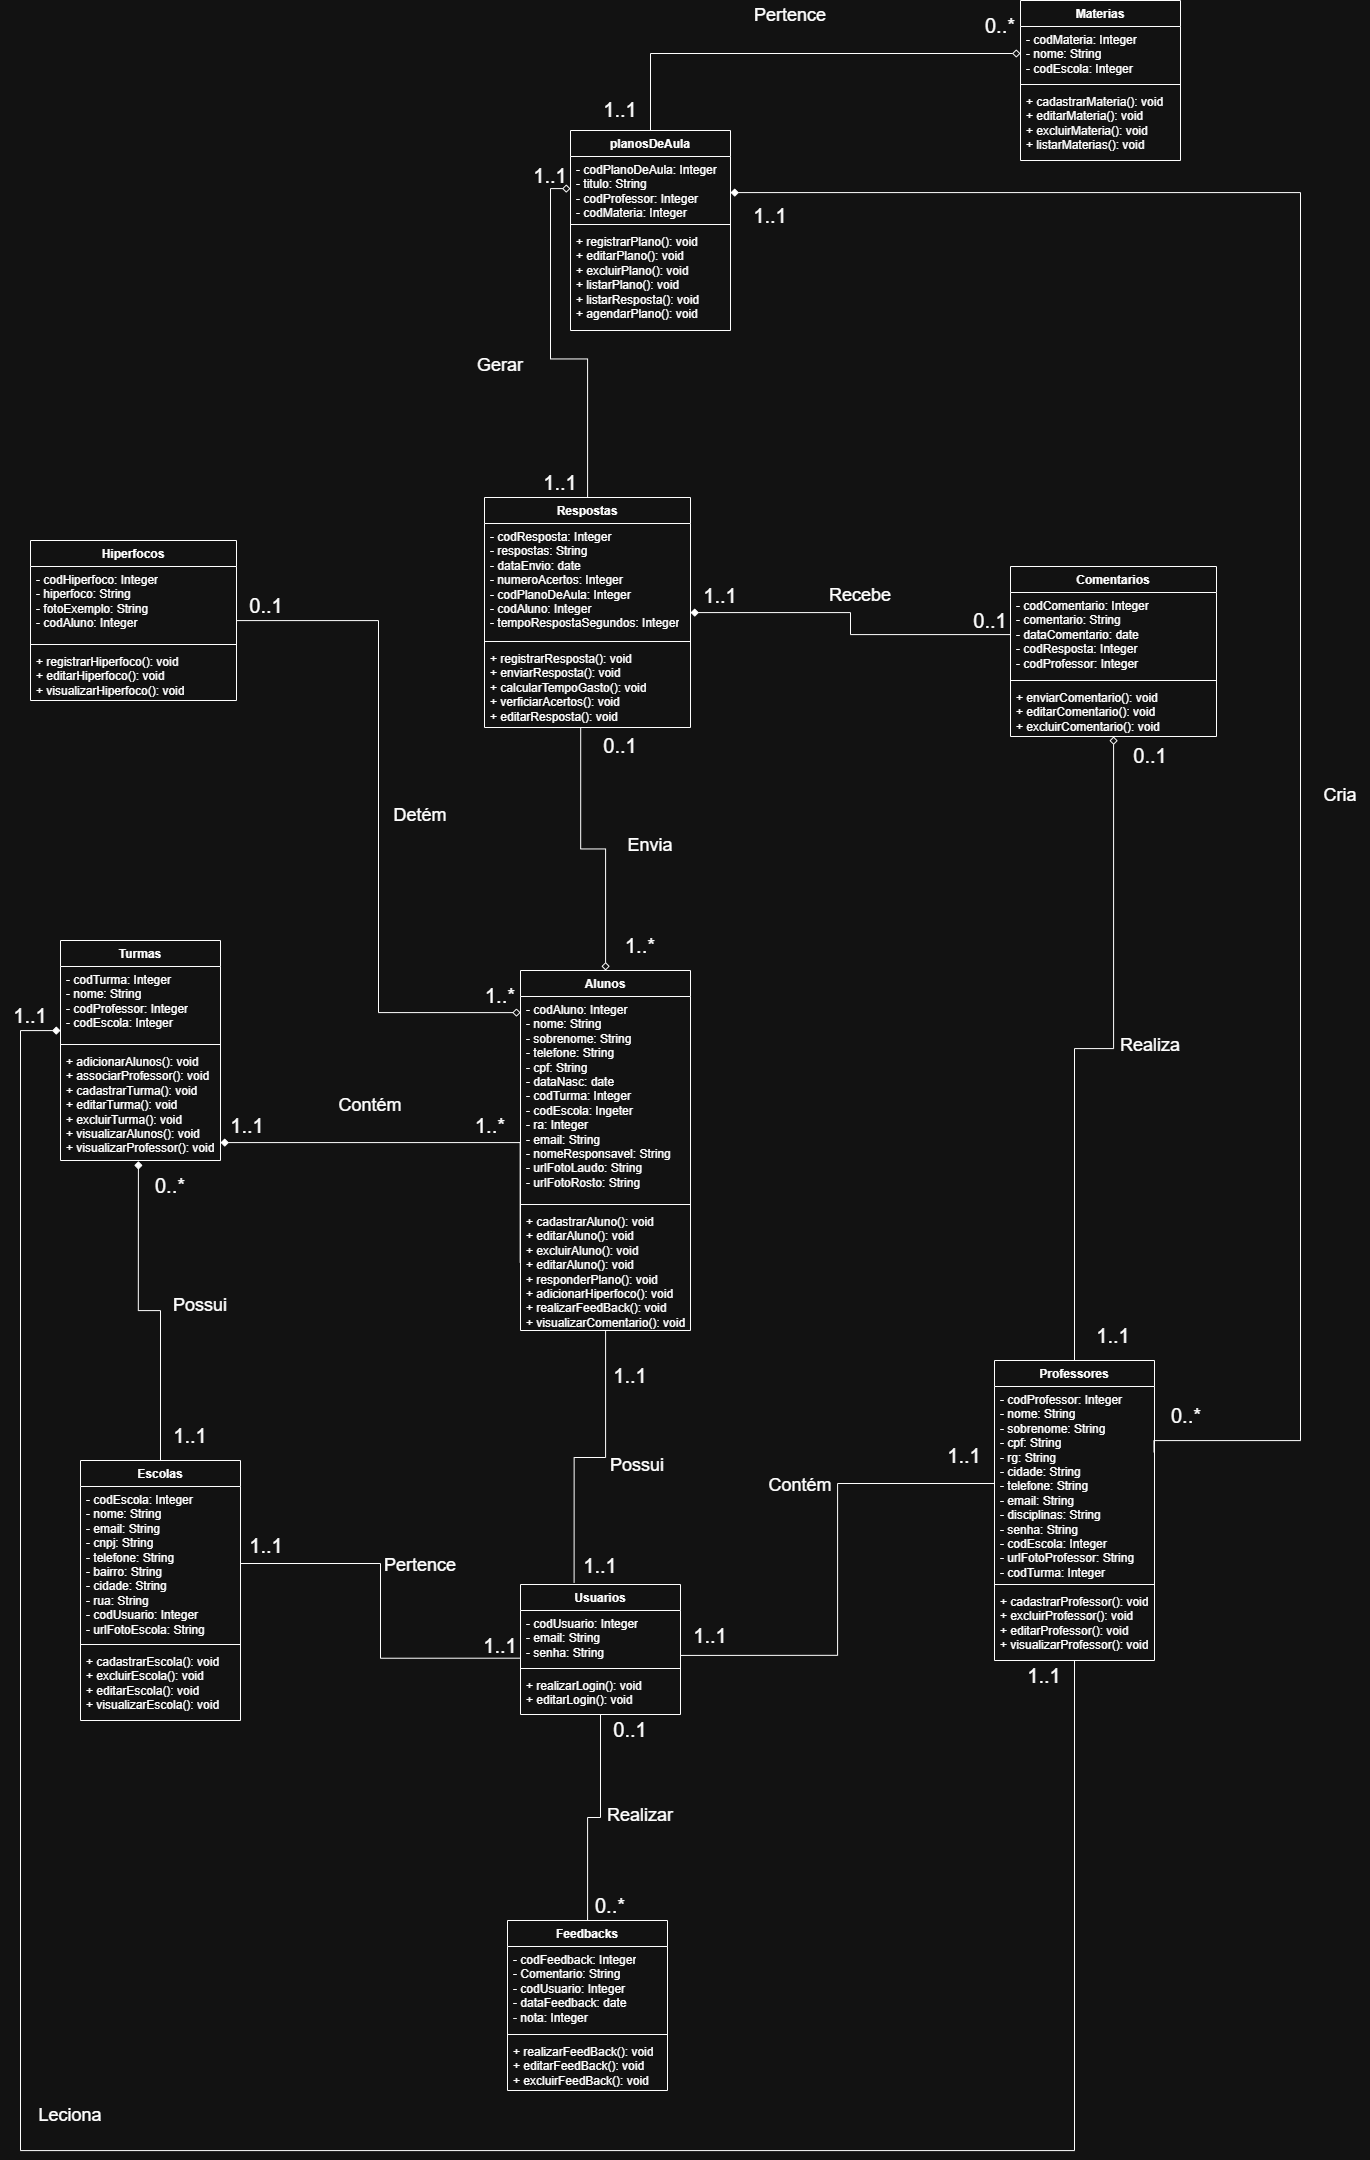 Pertence
0..*
Materias
- codMateria: Integer
- nome: String
- codEscola: Integer
+ cadastrarMateria(): void
+ editarMateria(): void
+ excluirMateria(): void
+ listarMaterias(): void
1..1
planosDeAula
- codPlanoDeAula: Integer
- titulo: String
- codProfessor: Integer
- codMateria: Integer
+ registrarPlano(): void
+ editarPlano(): void
+ excluirPlano(): void
+ listarPlano(): void
+ listarResposta(): void
+ agendarPlano(): void
1..1
1..1
Gerar
1..1
Respostas
- codResposta: Integer
- respostas: String
- dataEnvio: date
- numeroAcertos: Integer
- codPlanoDeAula: Integer
- codAluno: Integer
- tempoRespostaSegundos: Integer
+ registrarResposta(): void
+ enviarResposta(): void
+ calcularTempoGasto(): void
+ verficiarAcertos(): void
+ editarResposta(): void
Hiperfocos
- codHiperfoco: Integer
- hiperfoco: String
- fotoExemplo: String
- codAluno: Integer
+ registrarHiperfoco(): void
+ editarHiperfoco(): void
+ visualizarHiperfoco(): void
0..1
1..1
Recebe
0..1
Comentarios
- codComentario: Integer
- comentario: String
- dataComentario: date
- codResposta: Integer
- codProfessor: Integer
+ enviarComentario(): void
+ editarComentario(): void
+ excluirComentario(): void
0..1
0..1
Cria
Detém
Envia
1..*
Turmas
- codTurma: Integer
- nome: String
- codProfessor: Integer
- codEscola: Integer
+ adicionarAlunos(): void
+ associarProfessor(): void
+ cadastrarTurma(): void
+ editarTurma(): void
+ excluirTurma(): void
+ visualizarAlunos(): void
+ visualizarProfessor(): void
1..1
1..*
Alunos
- codAluno: Integer
- nome: String
- sobrenome: String
- telefone: String
- cpf: String
- dataNasc: date
- codTurma: Integer
- codEscola: Ingeter
- ra: Integer
- email: String
- nomeResponsavel: String
- urlFotoLaudo: String
- urlFotoRosto: String
+ cadastrarAluno(): void
+ editarAluno(): void
+ excluirAluno(): void
+ editarAluno(): void
+ responderPlano(): void
+ adicionarHiperfoco(): void
+ realizarFeedBack(): void
+ visualizarComentario(): void
Realiza
Contém
1..1
1..*
0..*
Possui
1..1
1..1
1..1
Professores
- codProfessor: Integer
- nome: String
- sobrenome: String
- cpf: String
- rg: String
- cidade: String
- telefone: String
- email: String
- disciplinas: String
- senha: String
- codEscola: Integer
- urlFotoProfessor: String
- codTurma: Integer
+ cadastrarProfessor(): void
+ excluirProfessor(): void
+ editarProfessor(): void
+ visualizarProfessor(): void
0..*
Escolas
- codEscola: Integer
- nome: String
- email: String
- cnpj: String
- telefone: String
- bairro: String
- cidade: String
- rua: String
- codUsuario: Integer
- urlFotoEscola: String
+ cadastrarEscola(): void
+ excluirEscola(): void
+ editarEscola(): void
+ visualizarEscola(): void
1..1
Possui
Contém
1..1
Pertence
1..1
1..1
Usuarios
- codUsuario: Integer
- email: String
- senha: String
+ realizarLogin(): void
+ editarLogin(): void
1..1
1..1
0..1
Realizar
0..*
Feedbacks
- codFeedback: Integer
- Comentario: String
- codUsuario: Integer
- dataFeedback: date
- nota: Integer
+ realizarFeedBack(): void
+ editarFeedBack(): void
+ excluirFeedBack(): void
Leciona